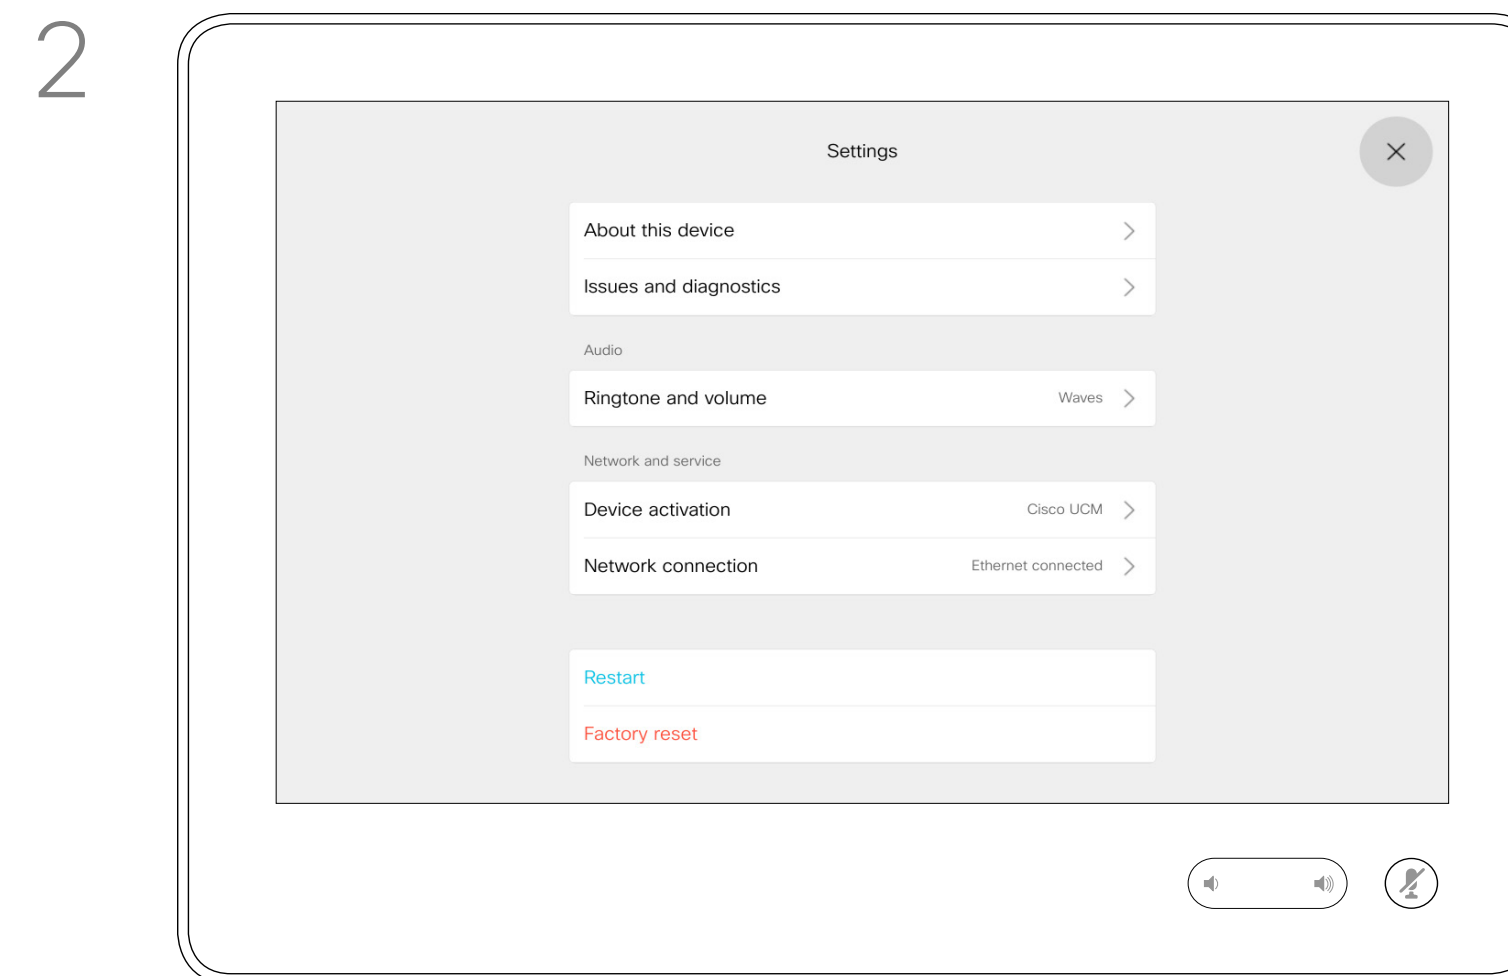 2
Settings
About this device
Issues and diagnostics
Audio
Ringtone and volume Waves
Network and service
Device activation Cisco UCM
Network connection Ethernet connected
Restart
Factory reset